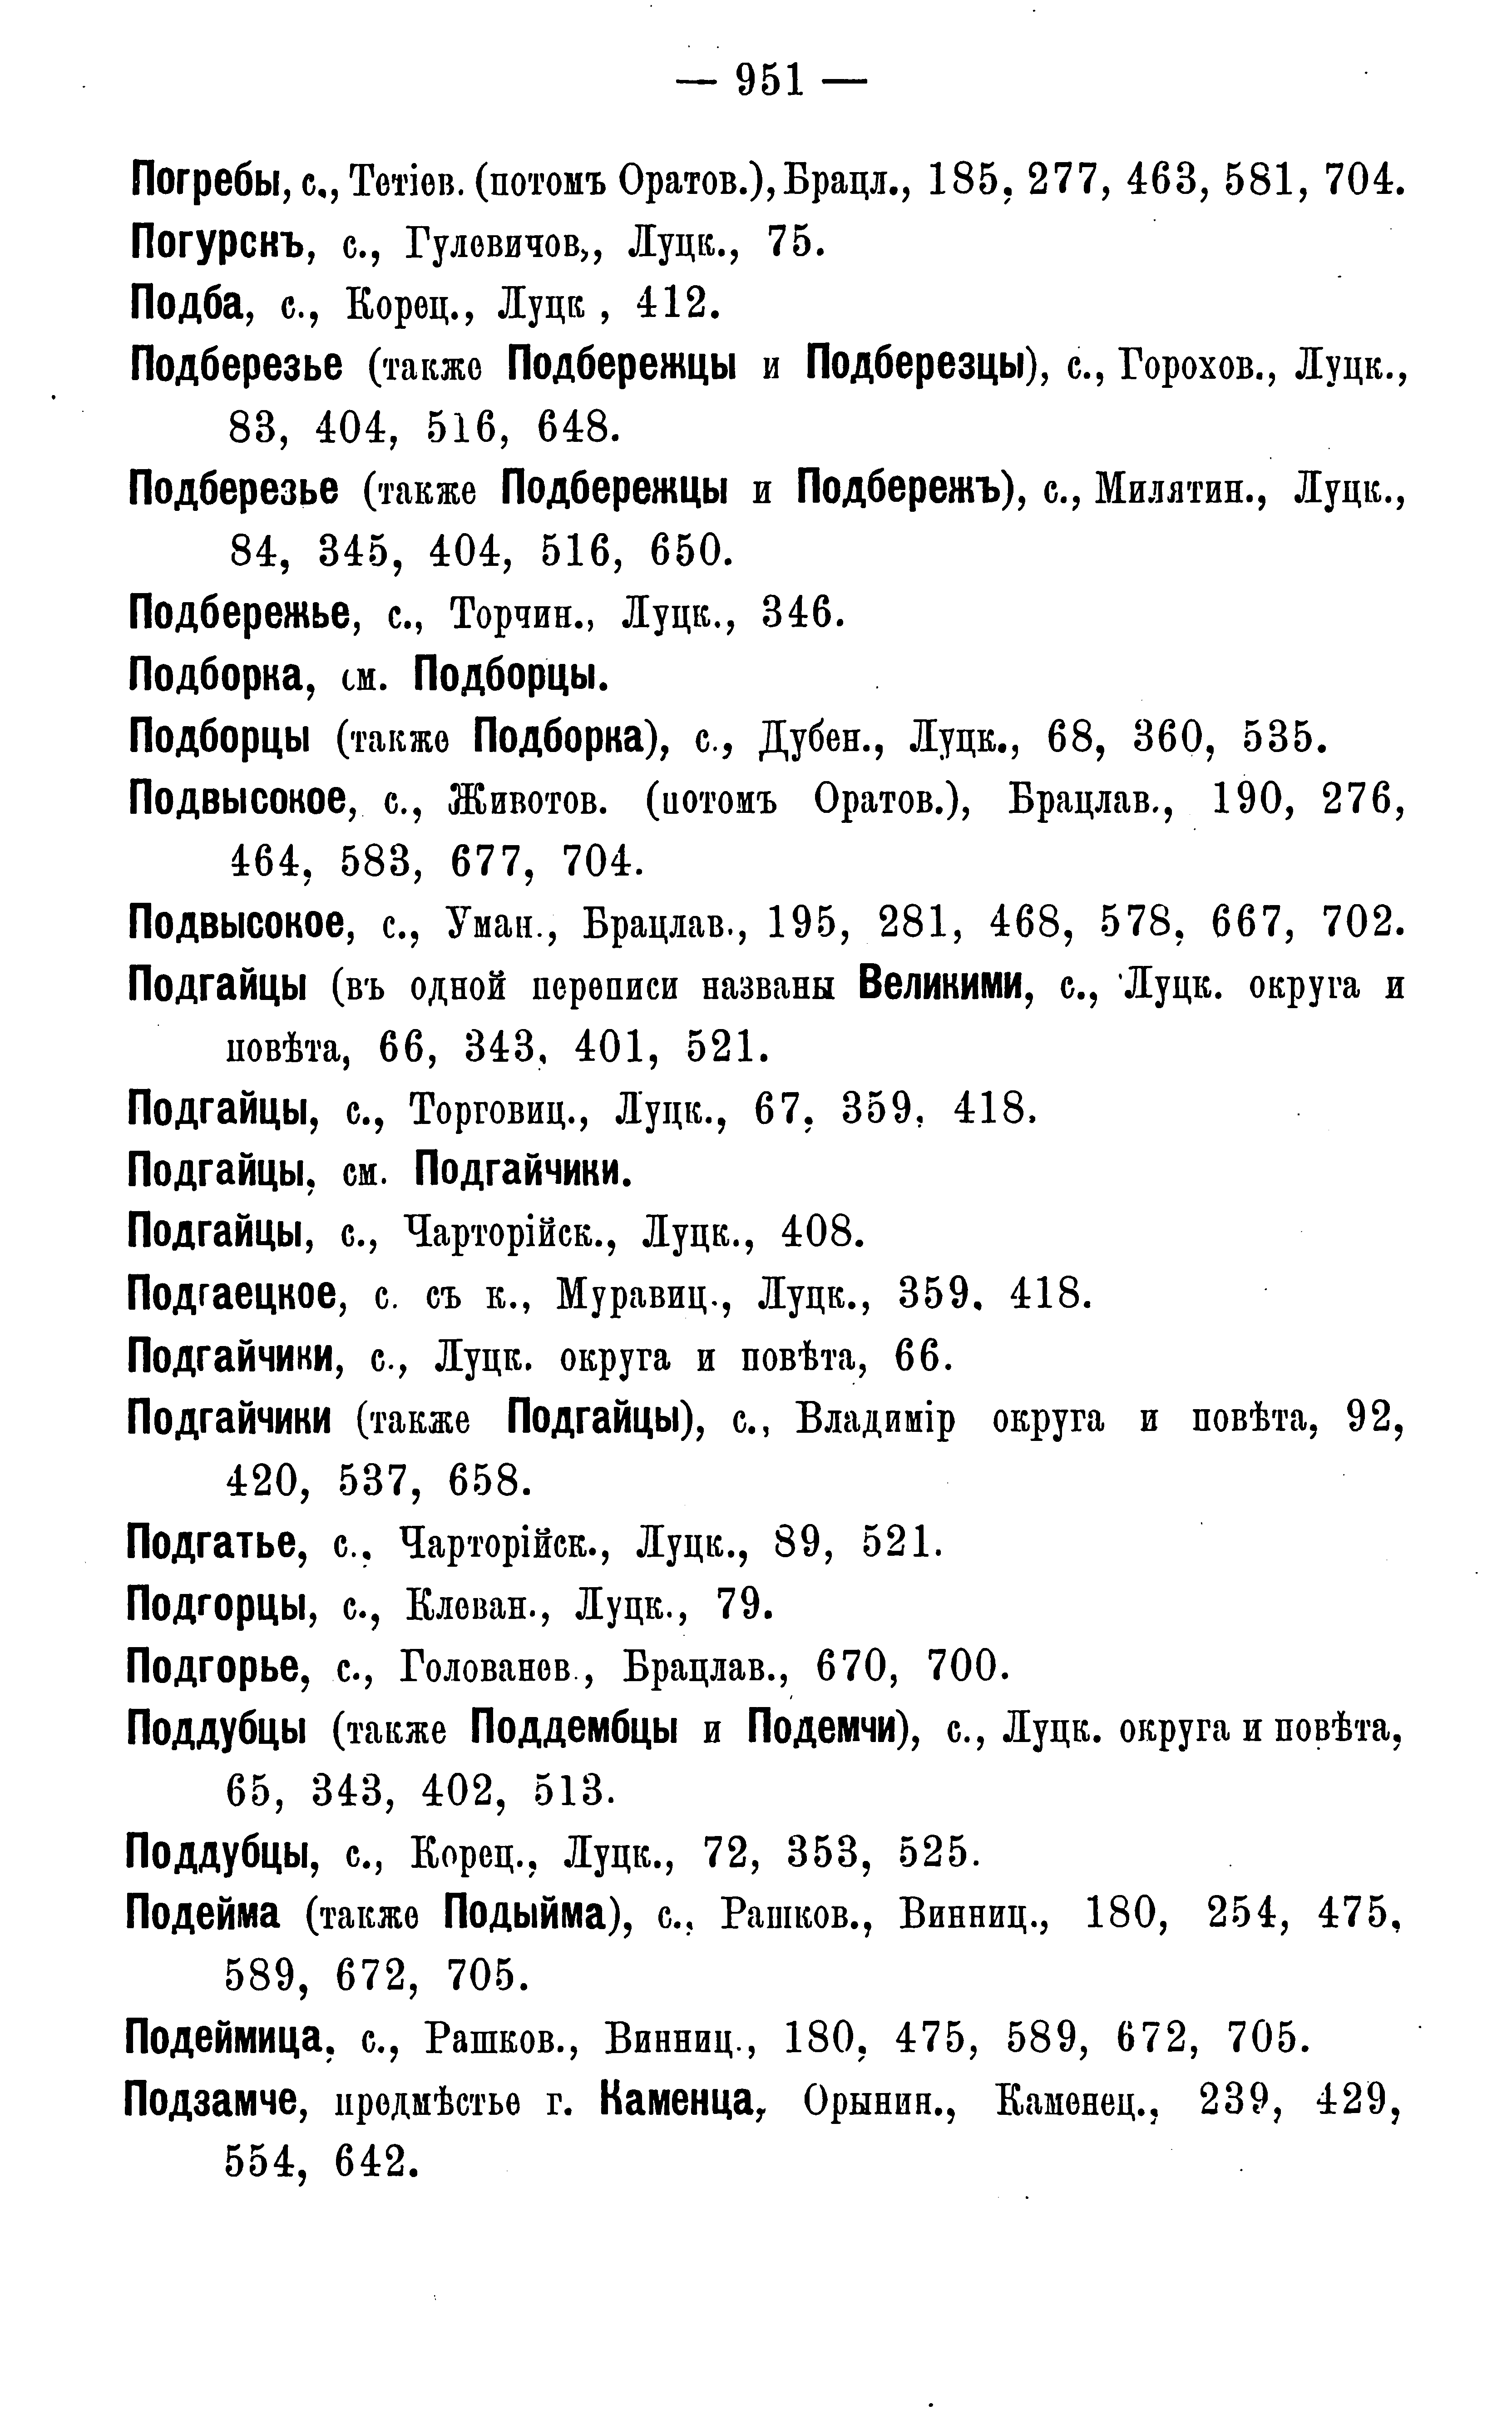 — 951 —
Погребы, с., Тетіев. (потомъ Оратов.), Брацл., 185, 277, 463, 581, 704.
Погурскъ, с., Гулевичов., Луцк., 75.
Подба, с., Корец., Луцк , 412.
Подберезье (также Подбережцы и Подберезцы), с., Горохов., Луцк.,
83, 404, 516, 648.
Подберезье (также Подбережцы и Подбережъ), с., Милятин., Луцк.,
84, 345, 404, 516, 650.
Подбережье, с., Торчин., Луцк., 346.
Подборка, см. Подборцы.
Подборцы (также Подборка), с., Дубен., Луцк., 68, 360, 535.
Подвысокое, с., Животов. (потомъ Оратов.), Брацлав., 190, 276,
464, 583, 677, 704.
Подвысокое, с., Уман., Брацлав., 195, 281, 468, 578, 667, 702.
Подгайцы (въ одной переписи названы Великими, с., Луцк. округа и
повѣта, 66, 343, 401, 521.
Подгайцы, с., Торговиц., Луцк., 67, 359, 418.
Подгайцы, см. Подгайчики.
Подгайцы, с., Чарторійск., Луцк., 408.
Подгаецкое, с. съ к., Муравиц., Луцк., 359, 418.
Подгайчики, с., Луцк. округа и повѣта, 66.
Подгайчики (также Подгайцы), с., Владимір округа и повѣта, 92,
420, 537, 658.
Подгатье, с., Чарторійск., Луцк., 89, 521.
Подгорцы, с., Клеван., Луцк., 79.
Подгорье, с., Голованев., Брацлав., 670, 700.
Поддубцы (также Поддембцы и Подемчи), с., Луцк. округа и повѣта,
65, 343, 402, 513.
Поддубцы, с., Корец., Луцк., 72, 353, 525.
Подейма (также Подыйма), с., Рашков., Винниц., 180, 254, 475,
589, 672, 705.
Подеймица, с., Рашков., Винниц., 180, 475, 589, 672, 705.
Подзамче, предмѣстье г. Каменца, Орынин., Каменец., 239, 429,
554, 642.